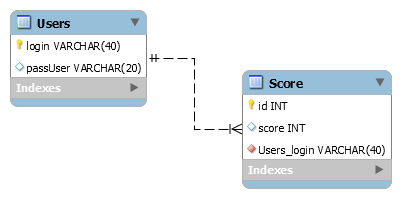 Users
login VARCHAR(40)
passUser VARCHAR(20)
Indexes
Score
id INT
score INT
Users_login VARCHAR(40)
Indexes